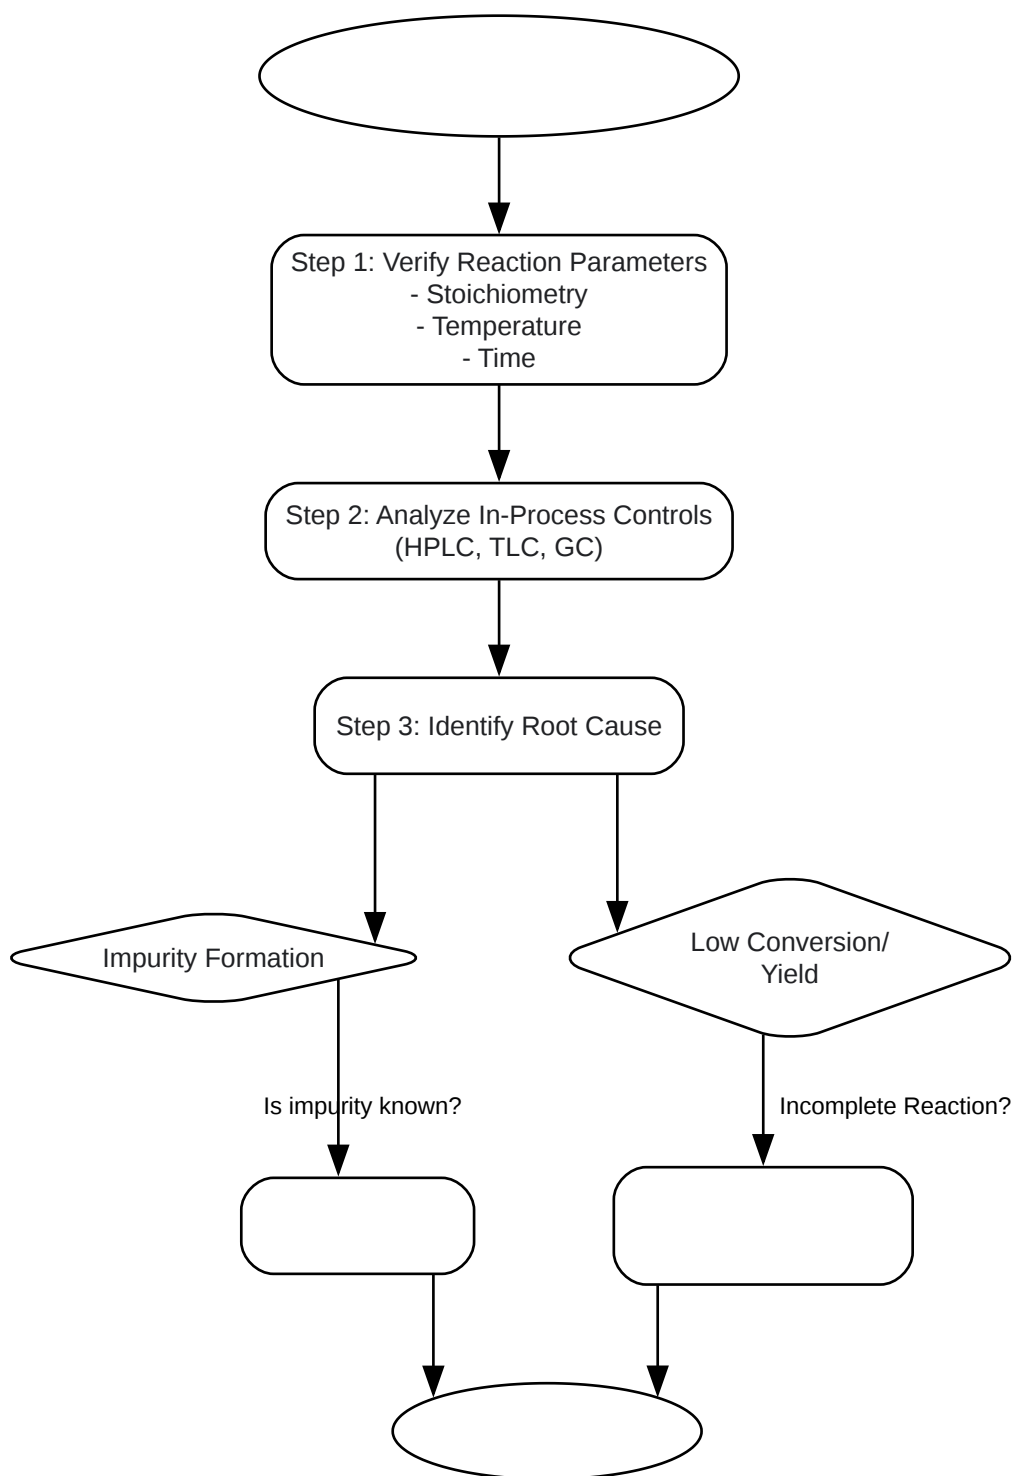 Step 1: Verify Reaction Parameters
- Stoichiometry
- Temperature
- Time
Step 2: Analyze In-Process Controls
(HPLC, TLC, GC)
Step 3: Identify Root Cause
Impurity Formation
Low Conversion/
Yield
Is impurity known?
Incomplete Reaction?